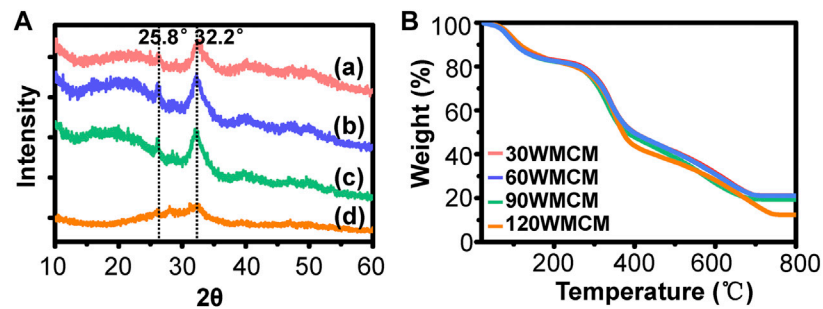 A
25.8° 32.2°
(a)
(b)
(c)
(d)
Intensity
10 20 30 40 50 60
2θ
B
100
80
60
40
20
0
Weight (%)
30WMCM
60WMCM
90WMCM
120WMCM
200 400 600 800
Temperature (℃)